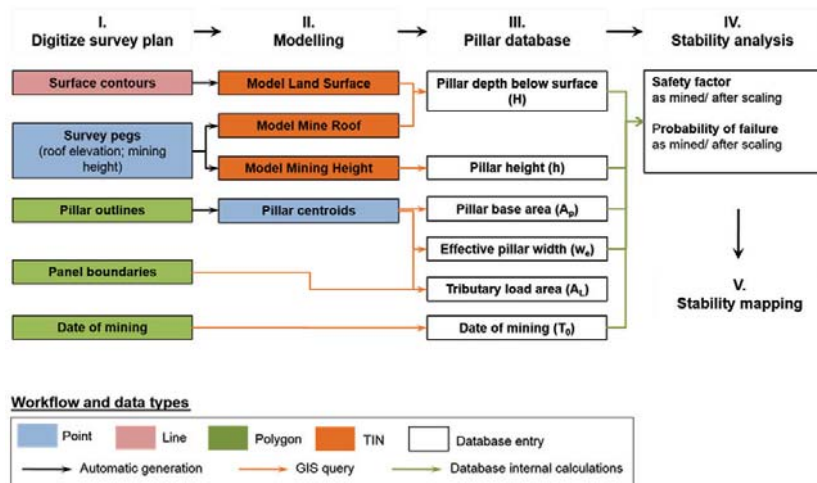 I.
Digitize survey plan
II.
Modelling
III.
Pillar database
IV.
Stability analysis
Surface contours
Model Land Surface
Pillar depth below surface
(H)
Safety factor
as mined/ after scaling
Probability of failure
as mined/ after scaling
Survey pegs
(roof elevation; mining
height)
Model Mine Roof
Model Mining Height
Pillar height (h)
Pillar outlines
Pillar centroids
Pillar base area (Ap)
Effective pillar width (we)
Panel boundaries
Tributary load area (AL)
V.
Stability mapping
Date of mining
Date of mining (T0)
Workflow and data types
Point
Line
Polygon
TIN
Database entry
Automatic generation
GIS query
Database internal calculations